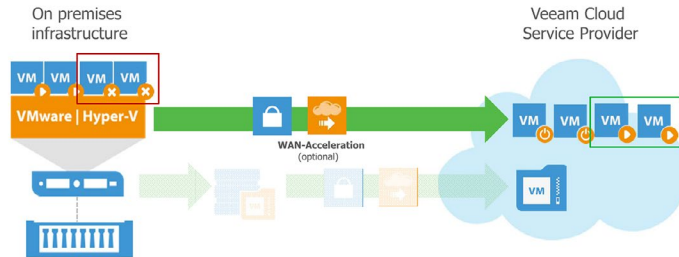 On premises
infrastructure
Veeam Cloud
Service Provider
VM VM VM VM
VMware | Hyper-V
VM VM VM VM
WAN-Acceleration
(optional)
VM
VM